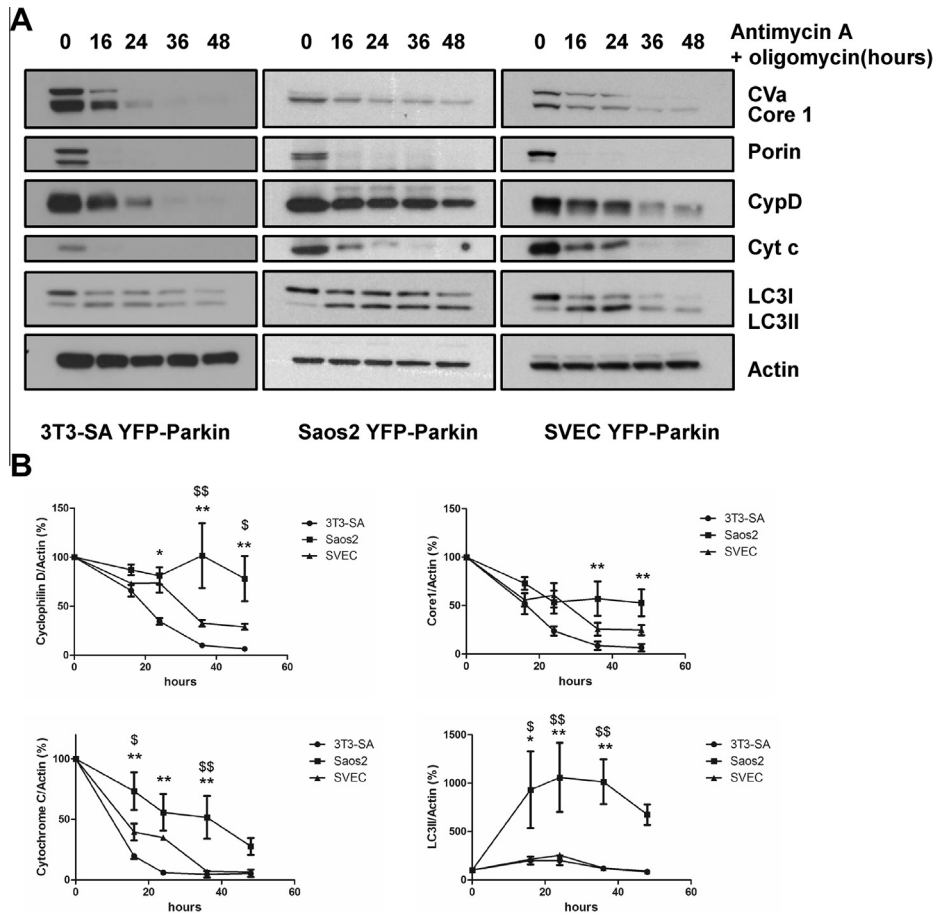 A
0 16 24 36 48 0 16 24 36 48 0 16 24 36 48 Antimycin A
+ oligomycin(hours)
CVa
Core 1
Porin
CypD
Cyt c
LC3I
LC3II
Actin
3T3-SA YFP-Parkin Saos2 YFP-Parkin SVEC YFP-Parkin
B
Cyclophilin D/Actin (%)
150
100
50
0
0 20 40 60
hours
*
$$
**
$
**
3T3-SA
Saos2
SVEC
Core1/Actin (%)
150
100
50
0
0 20 40 60
hours
** **
3T3-SA
Saos2
SVEC
Cytochrome C/Actin (%)
100
50
0
0 20 40 60
hours
$
**
**
$$
**
3T3-SA
Saos2
SVEC
LC3II/Actin (%)
1500
1000
500
0
0 20 40 60
hours
$
*
$$
**
$$
**
3T3-SA
Saos2
SVEC